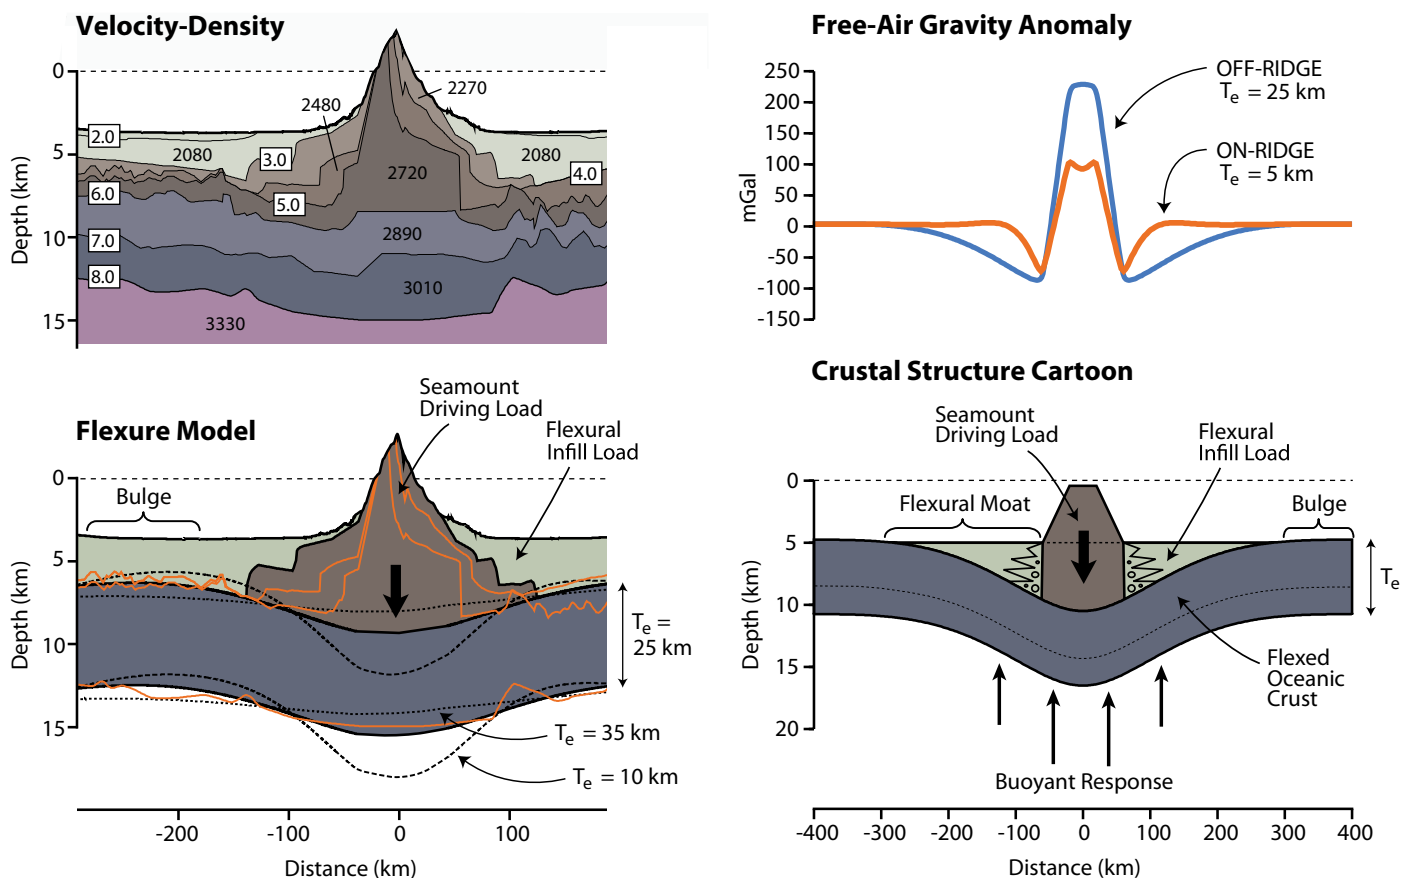 Velocity-Density
0
5
10
15
Depth (km)
2.0
3.0
4.0
5.0
6.0
7.0
8.0
2480
2270
2080
2080
2720
2890
3010
3330
Free-Air Gravity Anomaly
250
200
150
100
50
0
-50
-100
-150
mGal
OFF-RIDGE
Te = 25 km
ON-RIDGE
Te = 5 km
Flexure Model
Seamount
Driving Load
Flexural
Infill Load
Bulge
0
5
10
15
Depth (km)
Te =
25 km
Te = 35 km
Te = 10 km
-200
-100
0
100
Distance (km)
Crustal Structure Cartoon
Seamount
Driving Load
Flexural
Infill Load
Flexural Moat
Bulge
0
5
10
15
20
Depth (km)
Te
Flexed
Oceanic
Crust
Buoyant Response
-400
-300
-200
-100
0
100
200
300
400
Distance (km)